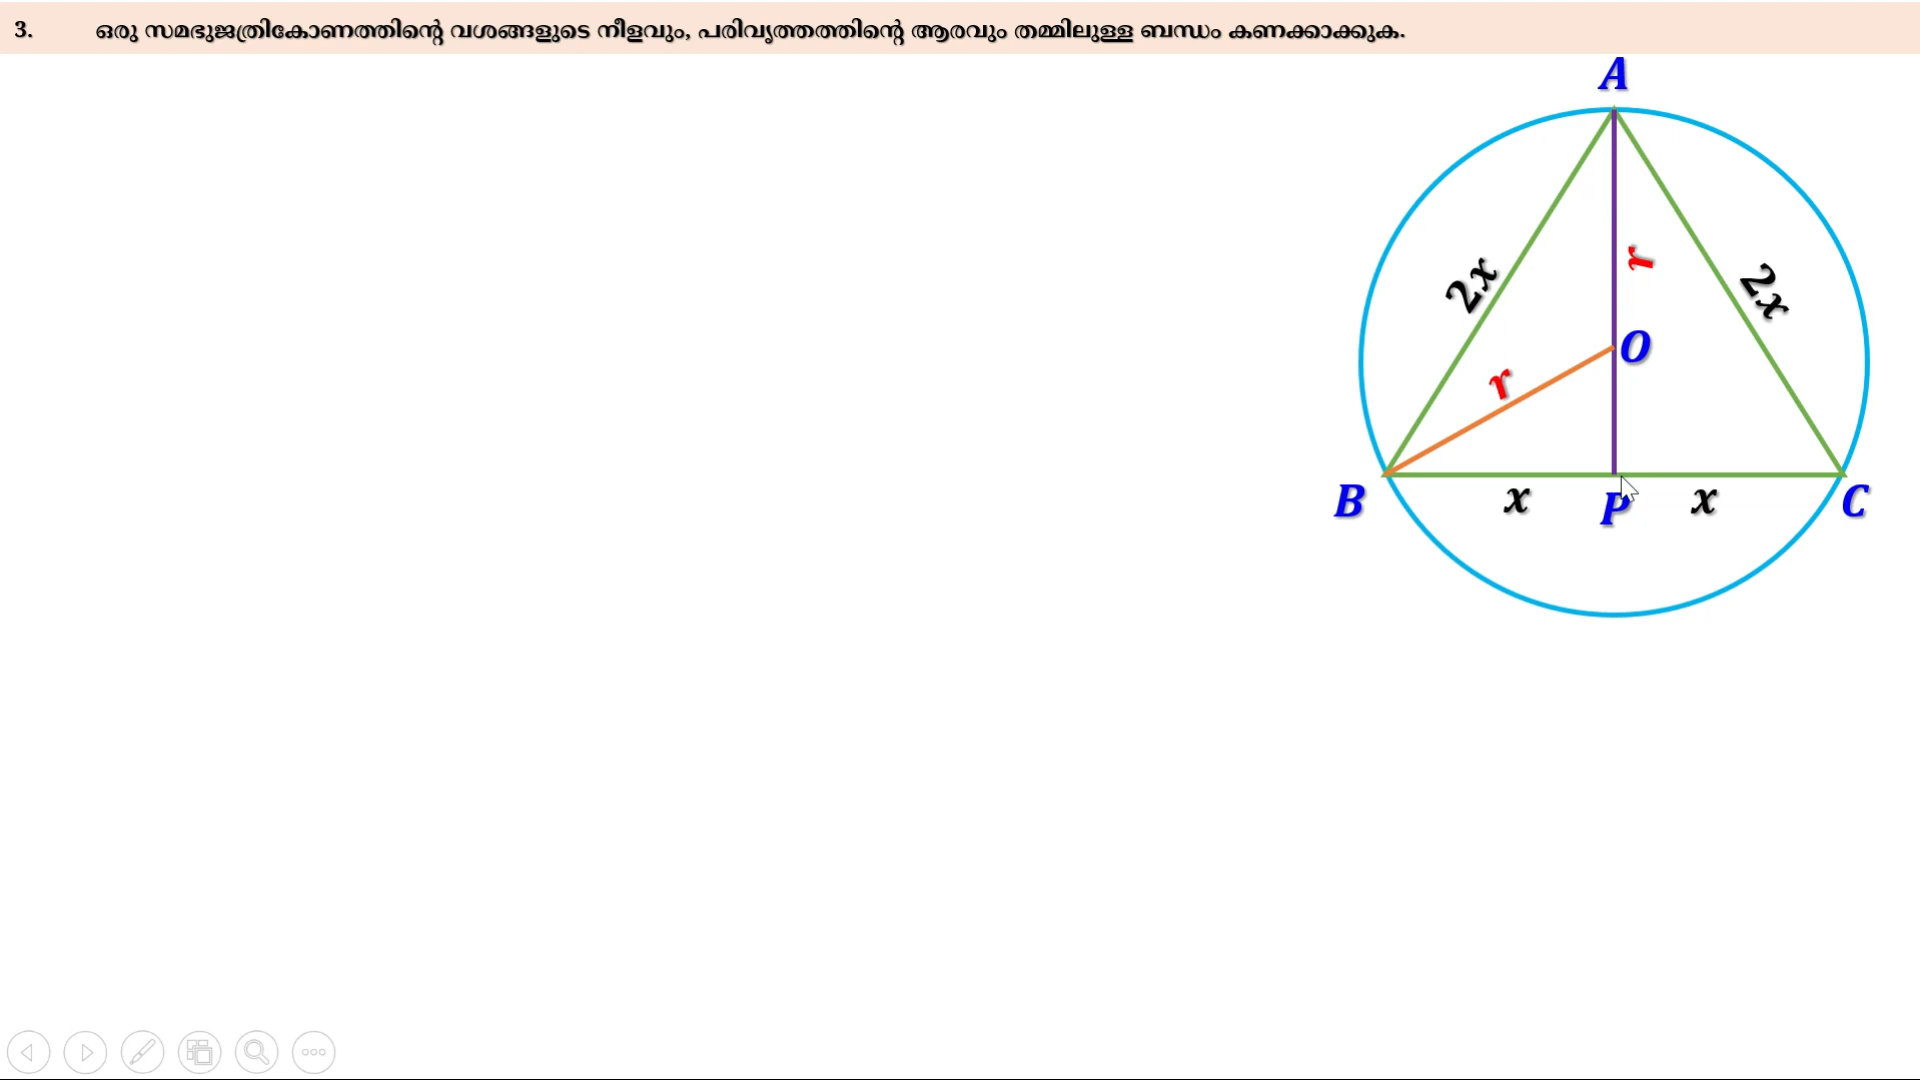 3. ഒരു സമഭുജത്രികോണത്തിന്റെ വശങ്ങളുടെ നീളവും, പരിവൃത്തത്തിന്റെ ആരവും തമ്മിലുള്ള ബന്ധം കണക്കാക്കുക.
A
r
2x
2x
O
r
B
x
P
x
C